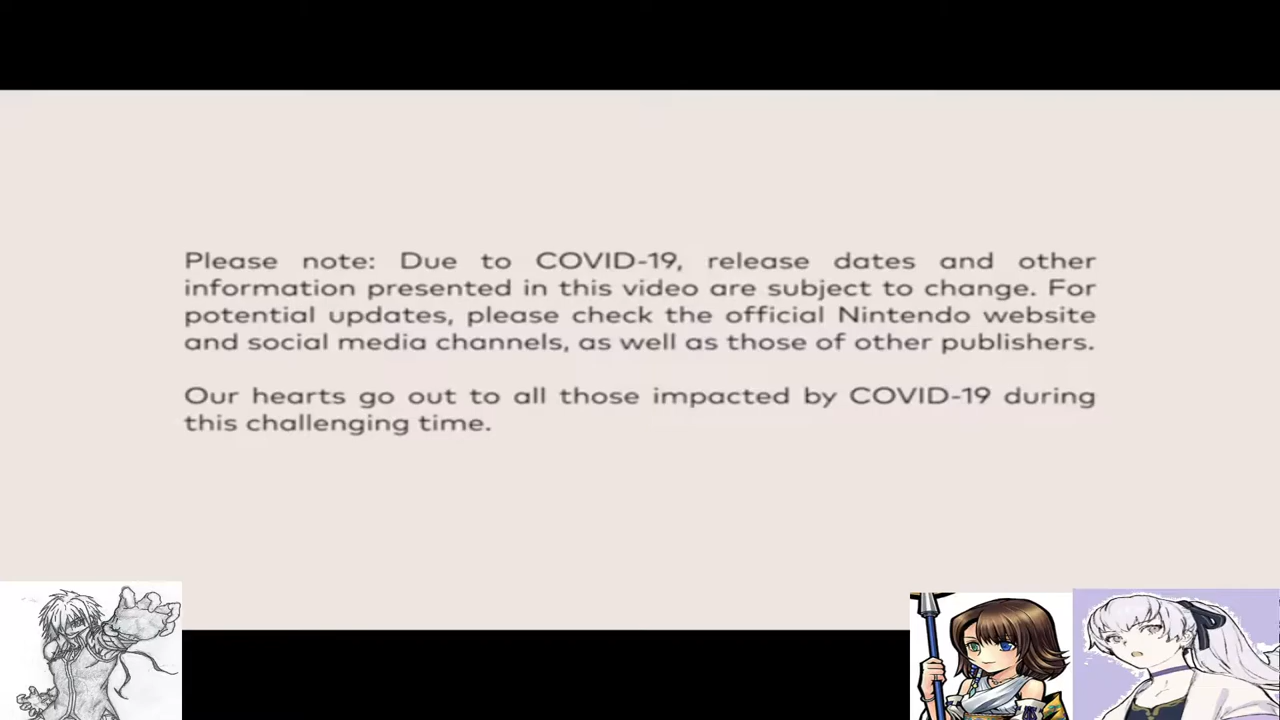 Please note: Due to COVID-19, release dates and other
information presented in this video are subject to change. For
potential updates, please check the official Nintendo website
and social media channels, as well as those of other publishers.
Our hearts go out to all those impacted by COVID-19 during
this challenging time.